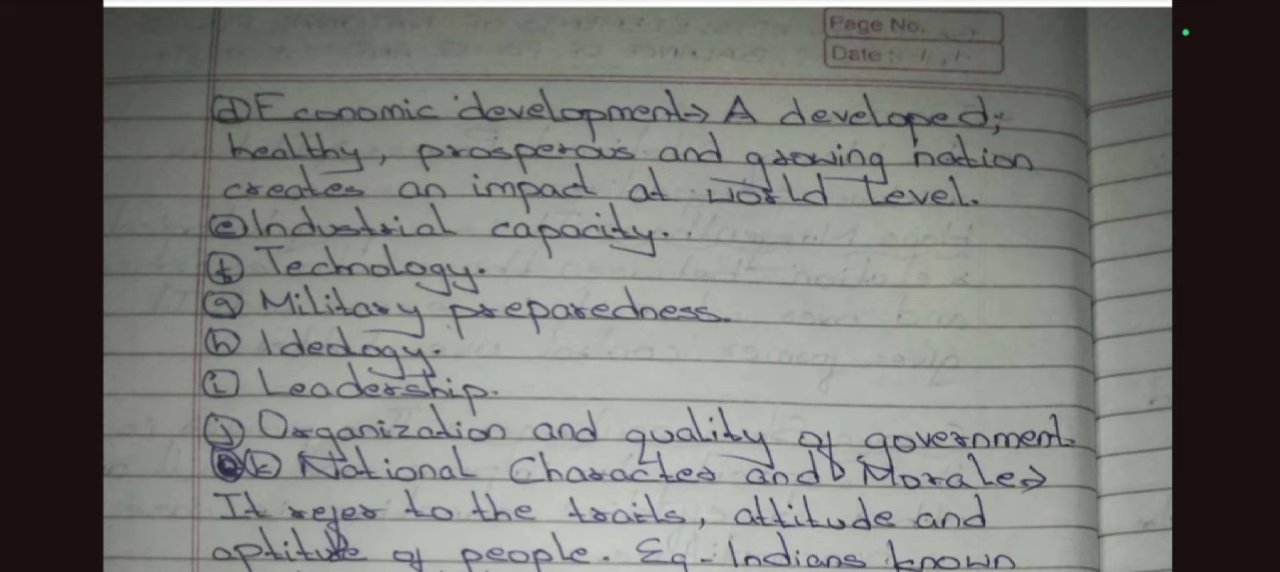 Page No.
Date:
(d) Economic development → A developed,
healthy, prosperous and growing nation
creates an impact at world level.
(e) Industrial capacity.
(f) Technology.
(g) Military preparedness.
(h) Ideology.
(i) Leadership.
(j) Organization and quality of government.
(k) National Character and Morale →
It refer to the traits, attitude and
aptitude of people. Eg - Indians known